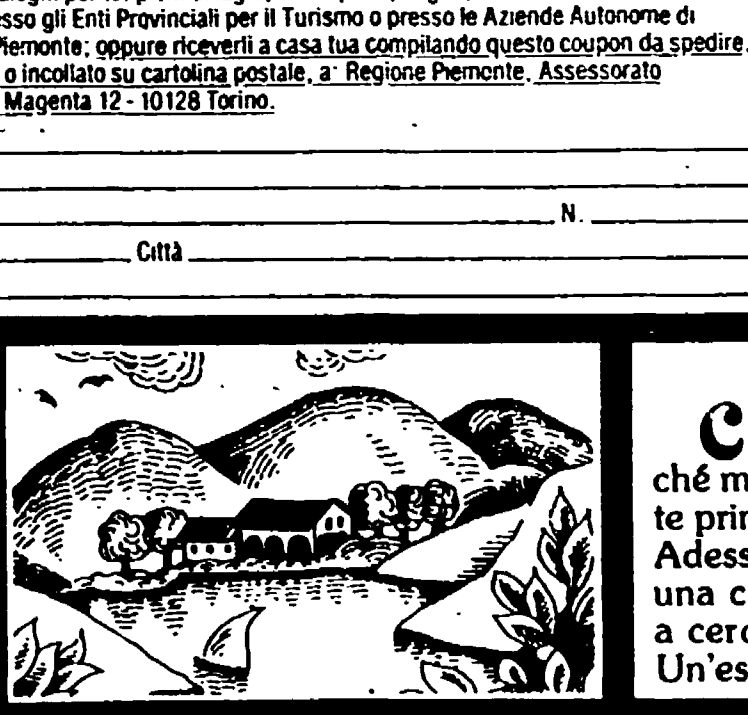 sso gli Enti Provinciali per il Turismo o presso le Aziende Autonome di
Piemonte; oppure riceverli a casa tua compilando questo coupon da spedire,
o incollato su cartolina postale, a: Regione Piemonte, Assessorato
Magenta 12 - 10128 Torino.
N.
Città
C
ché m
te prin
Adess
una c
a cerc
Un'es